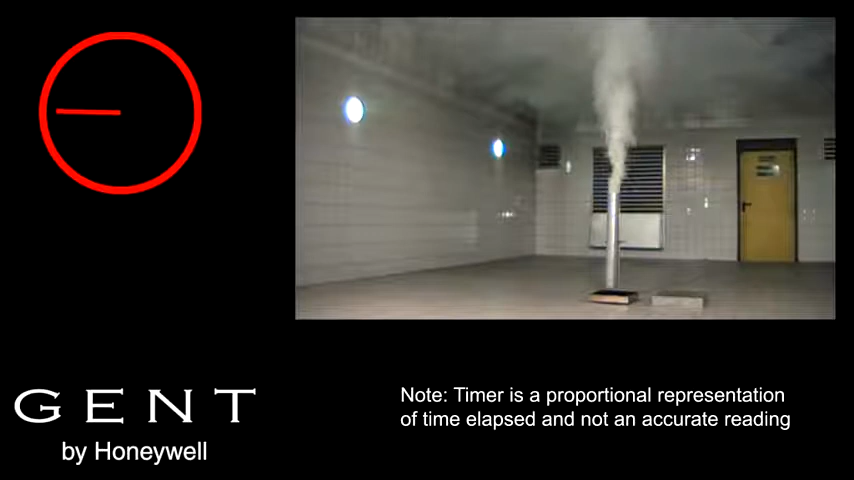 GENT
by Honeywell
Note: Timer is a proportional representation
of time elapsed and not an accurate reading